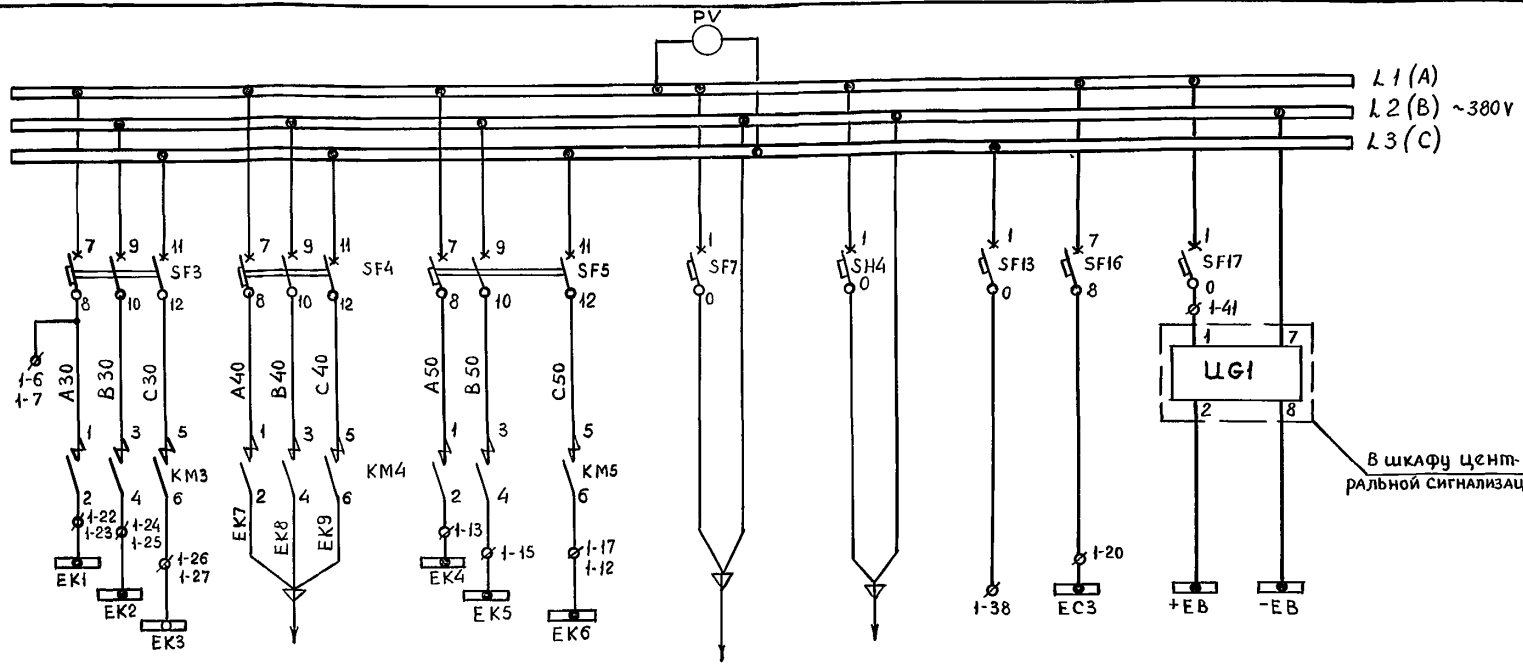 PV
L1 (A)
L2 (B) ~380V
L3 (C)
7 9 11 SF3
8 10 12
7 9 11 SF4
8 10 12
7 9 11 SF5
8 10 12
1 SF7
0
1 SH4
0
1 SF13
0
7 SF16
8
1 SF17
0
1-41
1-6
1-7
A30
B30
C30
A40
B40
C40
A50
B50
C50
1 7
UG1
2 8
В ШКАФУ ЦЕНТ-
РАЛЬНОЙ СИГНАЛИЗАЦ
1 3 5 KM3
2 4 6
1 3 5 KM4
2 4 6
1 3 5 KM5
2 4 6
1-22
1-23
1-24
1-25
1-26
1-27
EK7
EK8
EK9
1-13
1-15
1-17
1-12
1-20
EK1
EK2
EK3
EK4
EK5
EK6
1-38
EC3
+EB
-EB